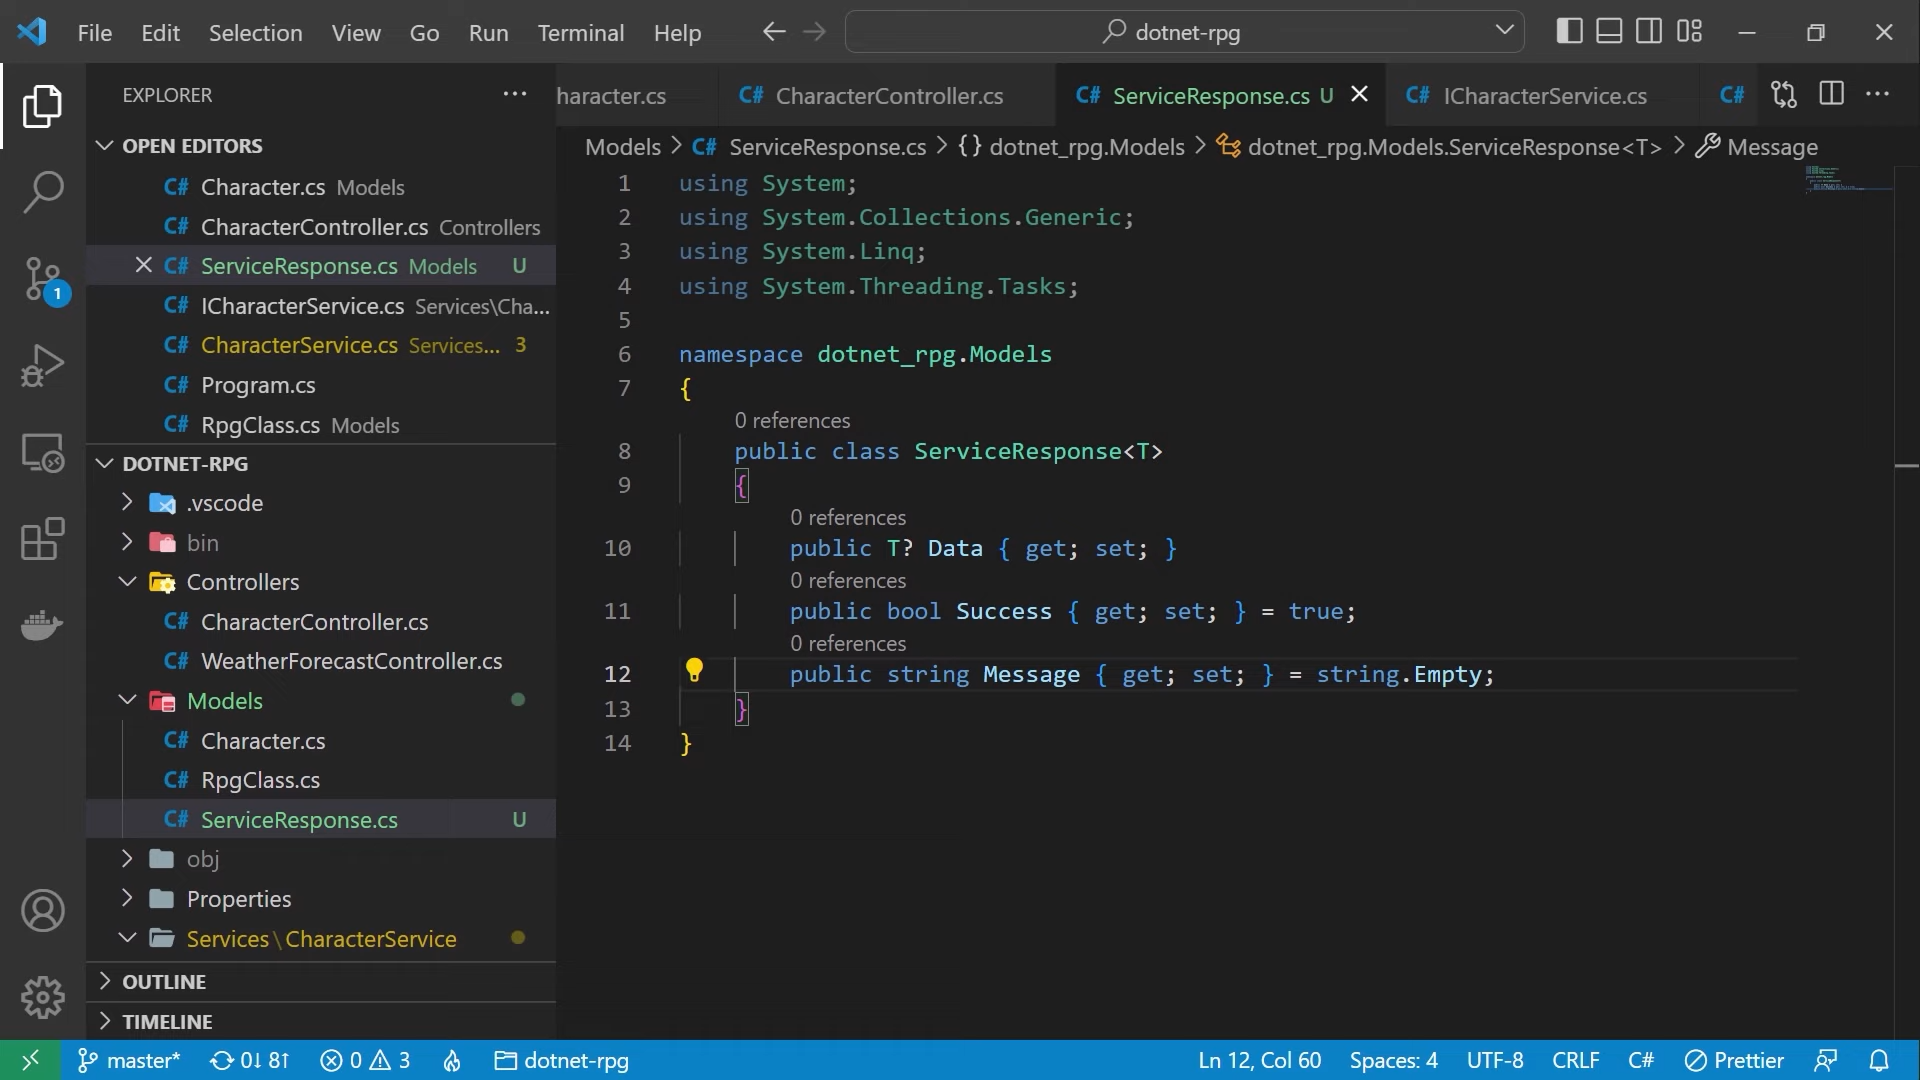 File Edit Selection View Go Run Terminal Help
dotnet-rpg
EXPLORER
OPEN EDITORS
C# Character.cs Models
C# CharacterController.cs Controllers
C# ServiceResponse.cs Models U
C# ICharacterService.cs Services\Cha...
C# CharacterService.cs Services... 3
C# Program.cs
C# RpgClass.cs Models
DOTNET-RPG
.vscode
bin
Controllers
C# CharacterController.cs
C# WeatherForecastController.cs
Models
C# Character.cs
C# RpgClass.cs
C# ServiceResponse.cs U
obj
Properties
Services\CharacterService
OUTLINE
TIMELINE
1
haracter.cs C# CharacterController.cs C# ServiceResponse.cs U C# ICharacterService.cs C#
Models > C# ServiceResponse.cs > {} dotnet_rpg.Models > dotnet_rpg.Models.ServiceResponse<T> > Message
1 using System;
2 using System.Collections.Generic;
3 using System.Linq;
4 using System.Threading.Tasks;
5
6 namespace dotnet_rpg.Models
7 {
0 references
8 public class ServiceResponse<T>
9 {
0 references
10 public T? Data { get; set; }
0 references
11 public bool Success { get; set; } = true;
0 references
12 public string Message { get; set; } = string.Empty;
13 }
14 }
master* 0↓ 8↑ 0 3 dotnet-rpg Ln 12, Col 60 Spaces: 4 UTF-8 CRLF C# Prettier